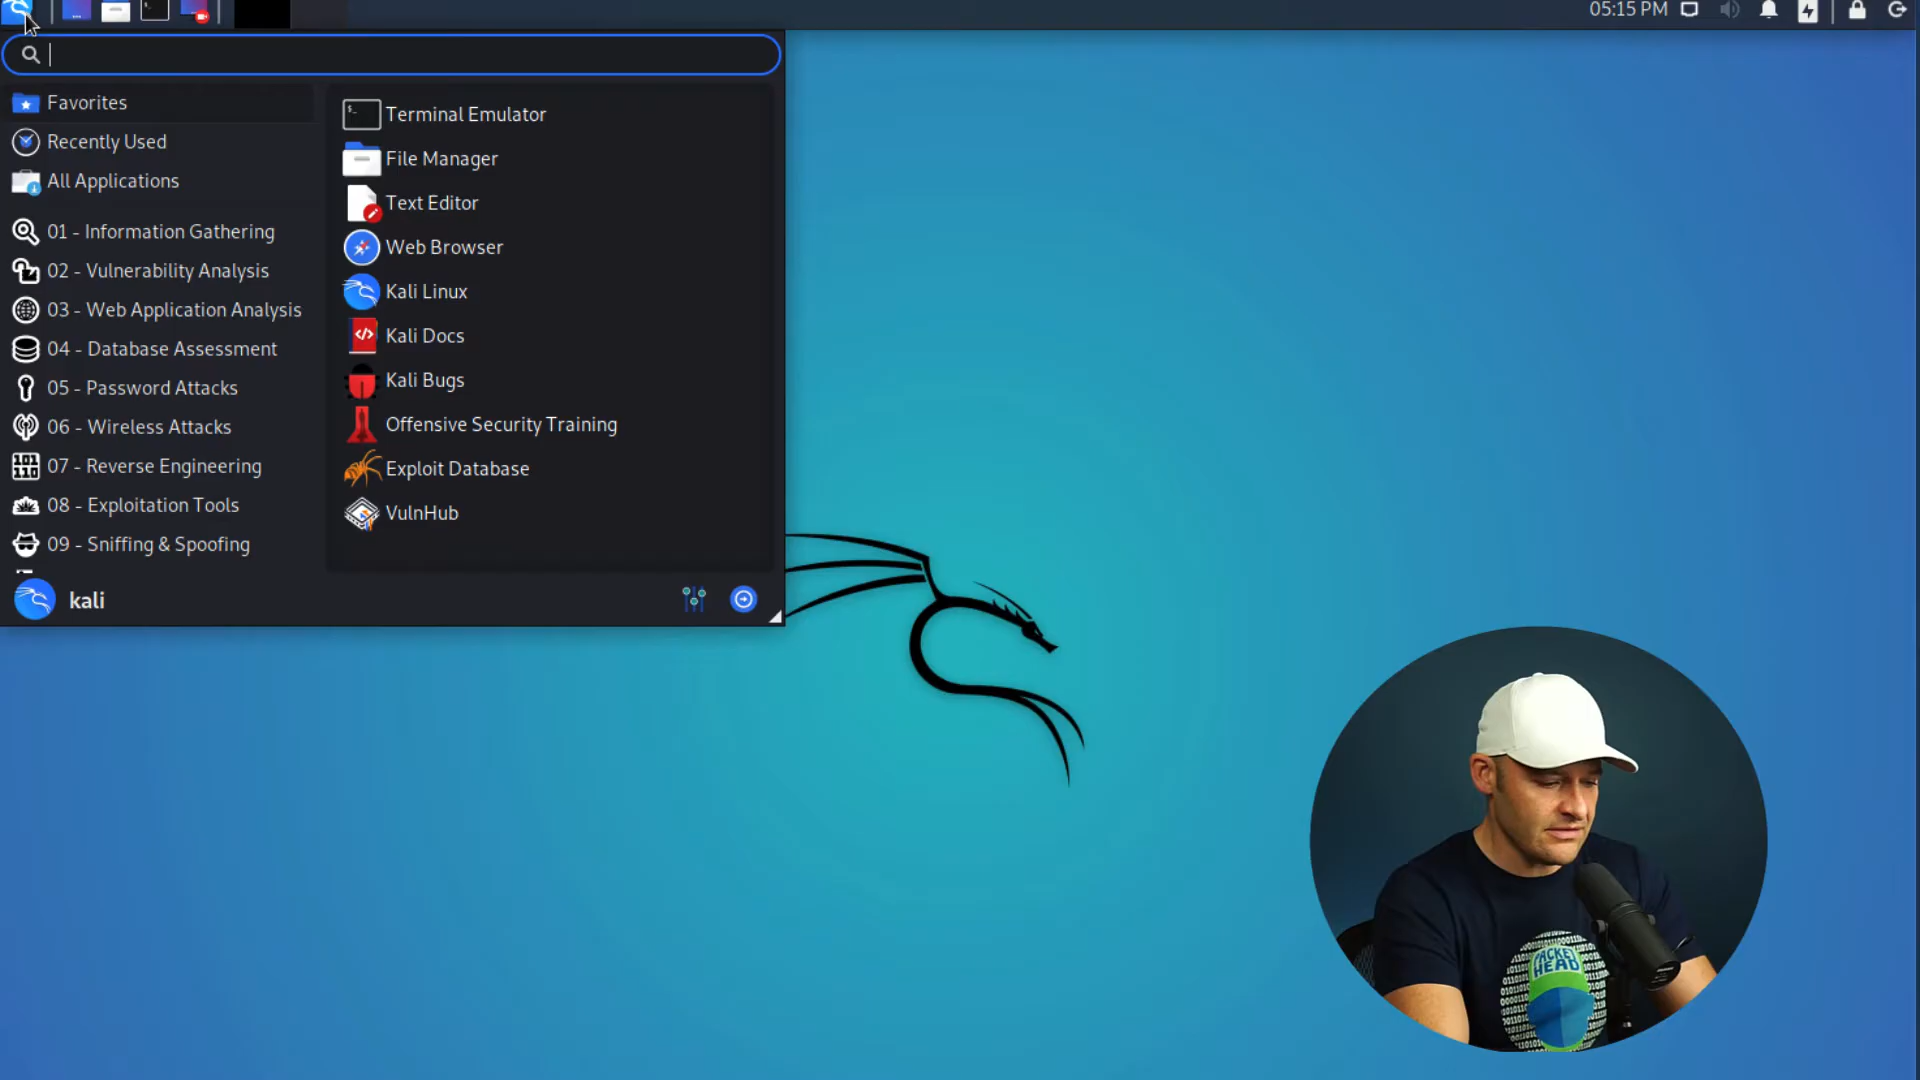 05:15 PM
Favorites
Recently Used
All Applications
01 - Information Gathering
02 - Vulnerability Analysis
03 - Web Application Analysis
04 - Database Assessment
05 - Password Attacks
06 - Wireless Attacks
07 - Reverse Engineering
08 - Exploitation Tools
09 - Sniffing & Spoofing
Terminal Emulator
File Manager
Text Editor
Web Browser
Kali Linux
Kali Docs
Kali Bugs
Offensive Security Training
Exploit Database
VulnHub
kali
PACKET
HEAD